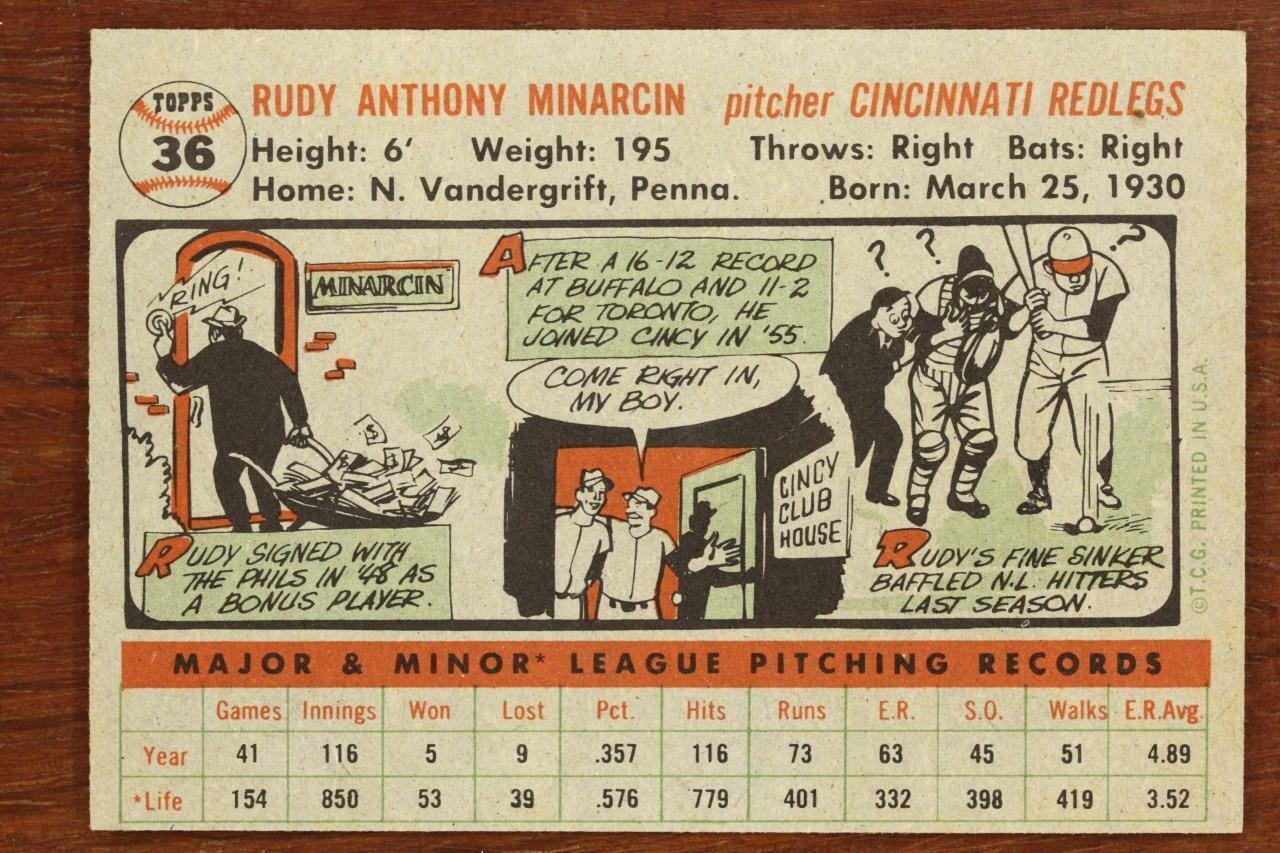 TOPPS
36
RUDY ANTHONY MINARCIN pitcher CINCINNATI REDLEGS
Height: 6' Weight: 195 Throws: Right Bats: Right
Home: N. Vandergrift, Penna. Born: March 25, 1930
RING!
MINARCIN
RUDY SIGNED WITH
THE PHILS IN '48 AS
A BONUS PLAYER.
AFTER A 16-12 RECORD
AT BUFFALO AND 11-2
FOR TORONTO, HE
JOINED CINCY IN '55.
COME RIGHT IN,
MY BOY.
CINCY
CLUB
HOUSE
? ? ?
RUDY'S FINE SINKER
BAFFLED N.L. HITTERS
LAST SEASON.
©T.C.G. PRINTED IN U.S.A.
MAJOR & MINOR* LEAGUE PITCHING RECORDS
Games Innings Won Lost Pct. Hits Runs E.R. S.O. Walks E.R.Avg.
Year 41 116 5 9 .357 116 73 63 45 51 4.89
*Life 154 850 53 39 .576 779 401 332 398 419 3.52